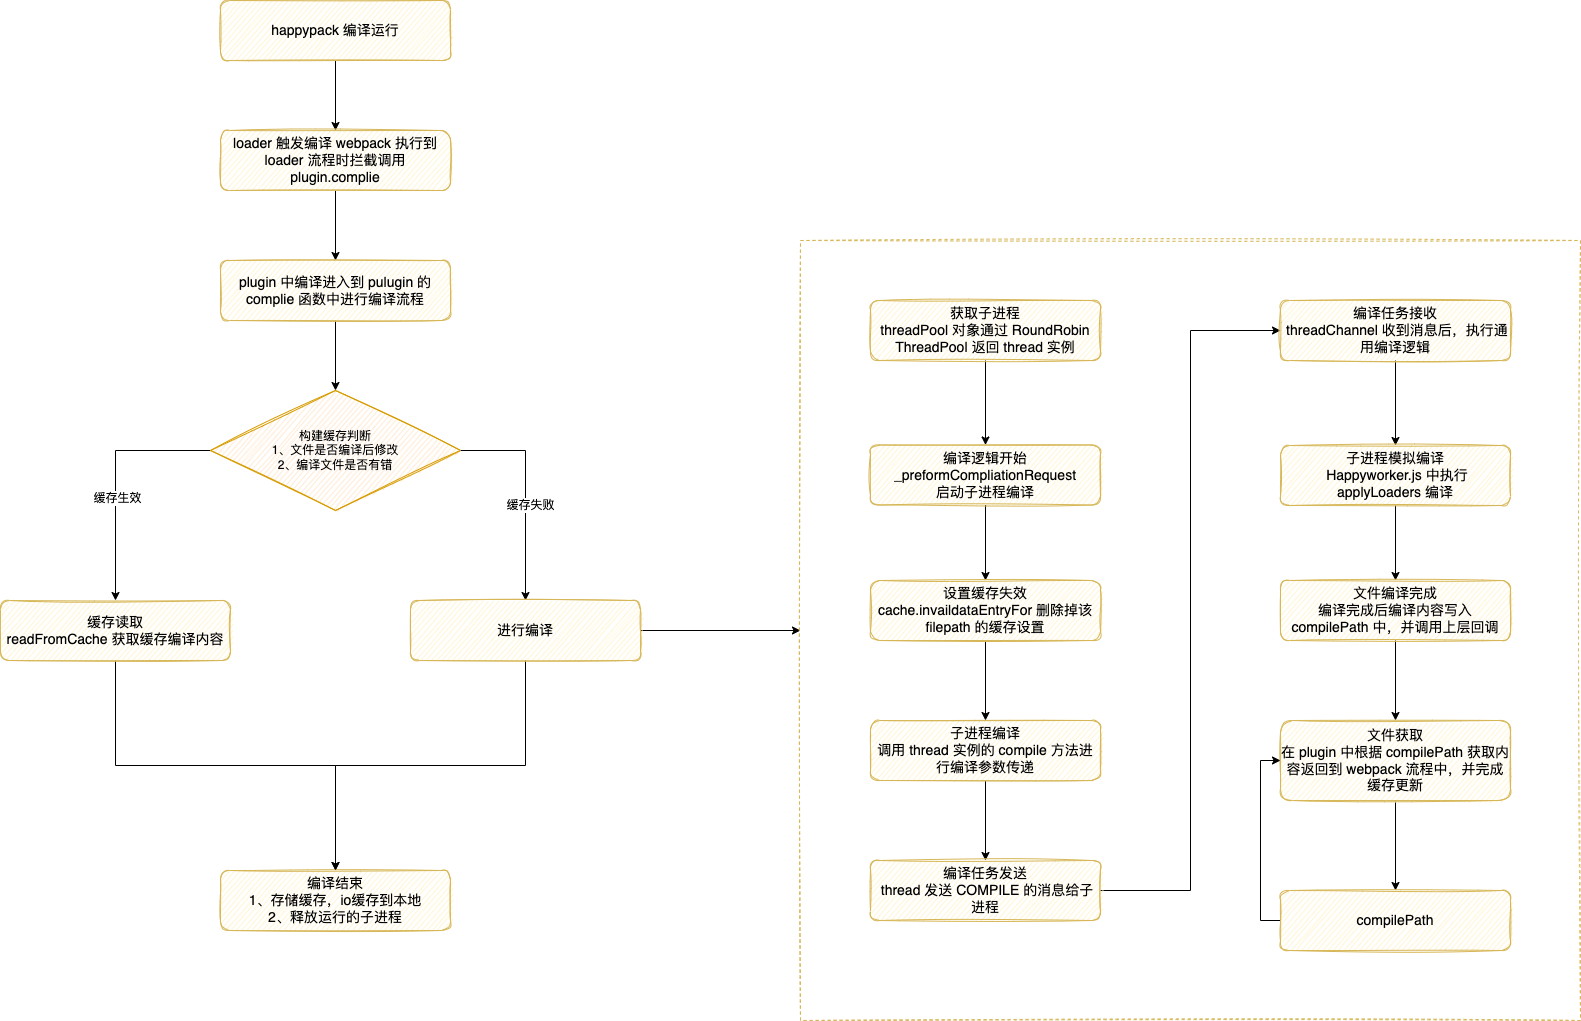 happypack 编译运行
loader 触发编译 webpack 执行到
loader 流程时拦截调用
plugin.complie
plugin 中编译进入到 pulugin 的
complie 函数中进行编译流程
构建缓存判断
1、文件是否编译后修改
2、编译文件是否有错
缓存生效
缓存失败
缓存读取
readFromCache 获取缓存编译内容
进行编译
编译结束
1、存储缓存，io缓存到本地
2、释放运行的子进程
获取子进程
threadPool 对象通过 RoundRobin
ThreadPool 返回 thread 实例
编译逻辑开始
_preformCompliationRequest
启动子进程编译
设置缓存失效
cache.invaildataEntryFor 删除掉该
filepath 的缓存设置
子进程编译
调用 thread 实例的 compile 方法进
行编译参数传递
编译任务发送
thread 发送 COMPILE 的消息给子
进程
编译任务接收
threadChannel 收到消息后，执行通
用编译逻辑
子进程模拟编译
Happyworker.js 中执行
applyLoaders 编译
文件编译完成
编译完成后编译内容写入
compilePath 中，并调用上层回调
文件获取
在 plugin 中根据 compilePath 获取内
容返回到 webpack 流程中，并完成
缓存更新
compilePath